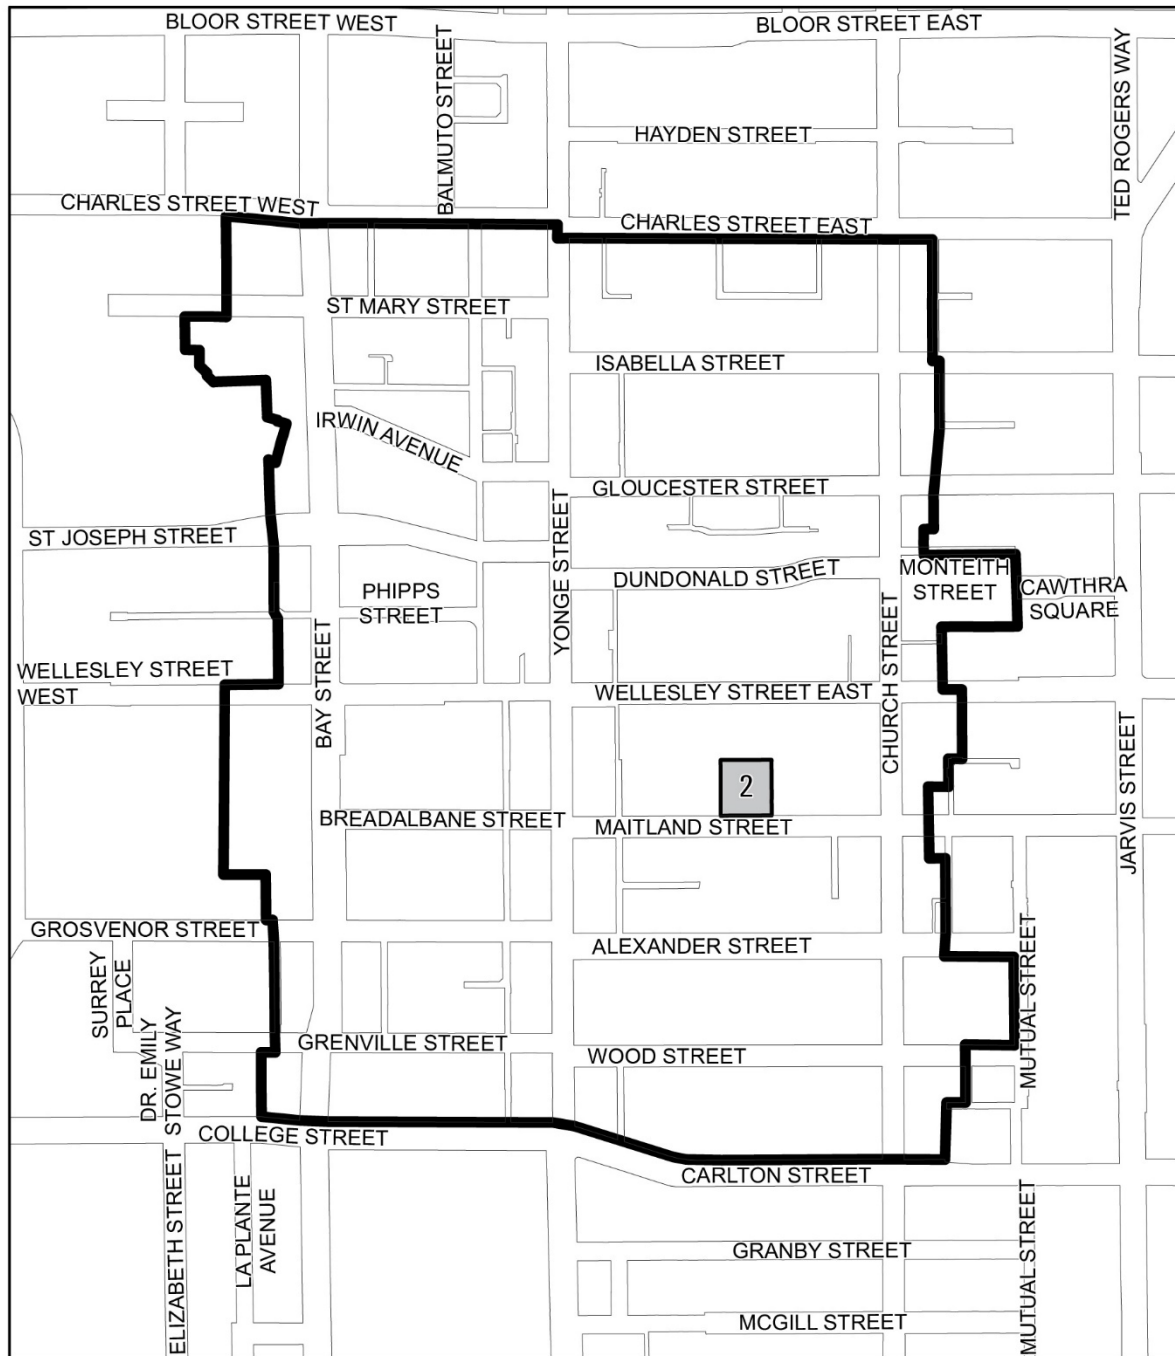 BLOOR STREET WEST
BLOOR STREET EAST
BALMUTO STREET
TED ROGERS WAY
HAYDEN STREET
CHARLES STREET WEST
CHARLES STREET EAST
ST MARY STREET
ISABELLA STREET
IRWIN AVENUE
GLOUCESTER STREET
ST JOSEPH STREET
YONGE STREET
DUNDONALD STREET
MONTEITH
STREET
CAWTHRA
SQUARE
PHIPPS
STREET
CHURCH STREET
BAY STREET
WELLESLEY STREET
WEST
WELLESLEY STREET EAST
JARVIS STREET
2
BREADALBANE STREET
MAITLAND STREET
GROSVENOR STREET
ALEXANDER STREET
SURREY
PLACE
MUTUAL STREET
DR. EMILY
STOWE WAY
GRENVILLE STREET
WOOD STREET
COLLEGE STREET
CARLTON STREET
ELIZABETH STREET
LA PLANTE
AVENUE
MUTUAL STREET
GRANBY STREET
MCGILL STREET